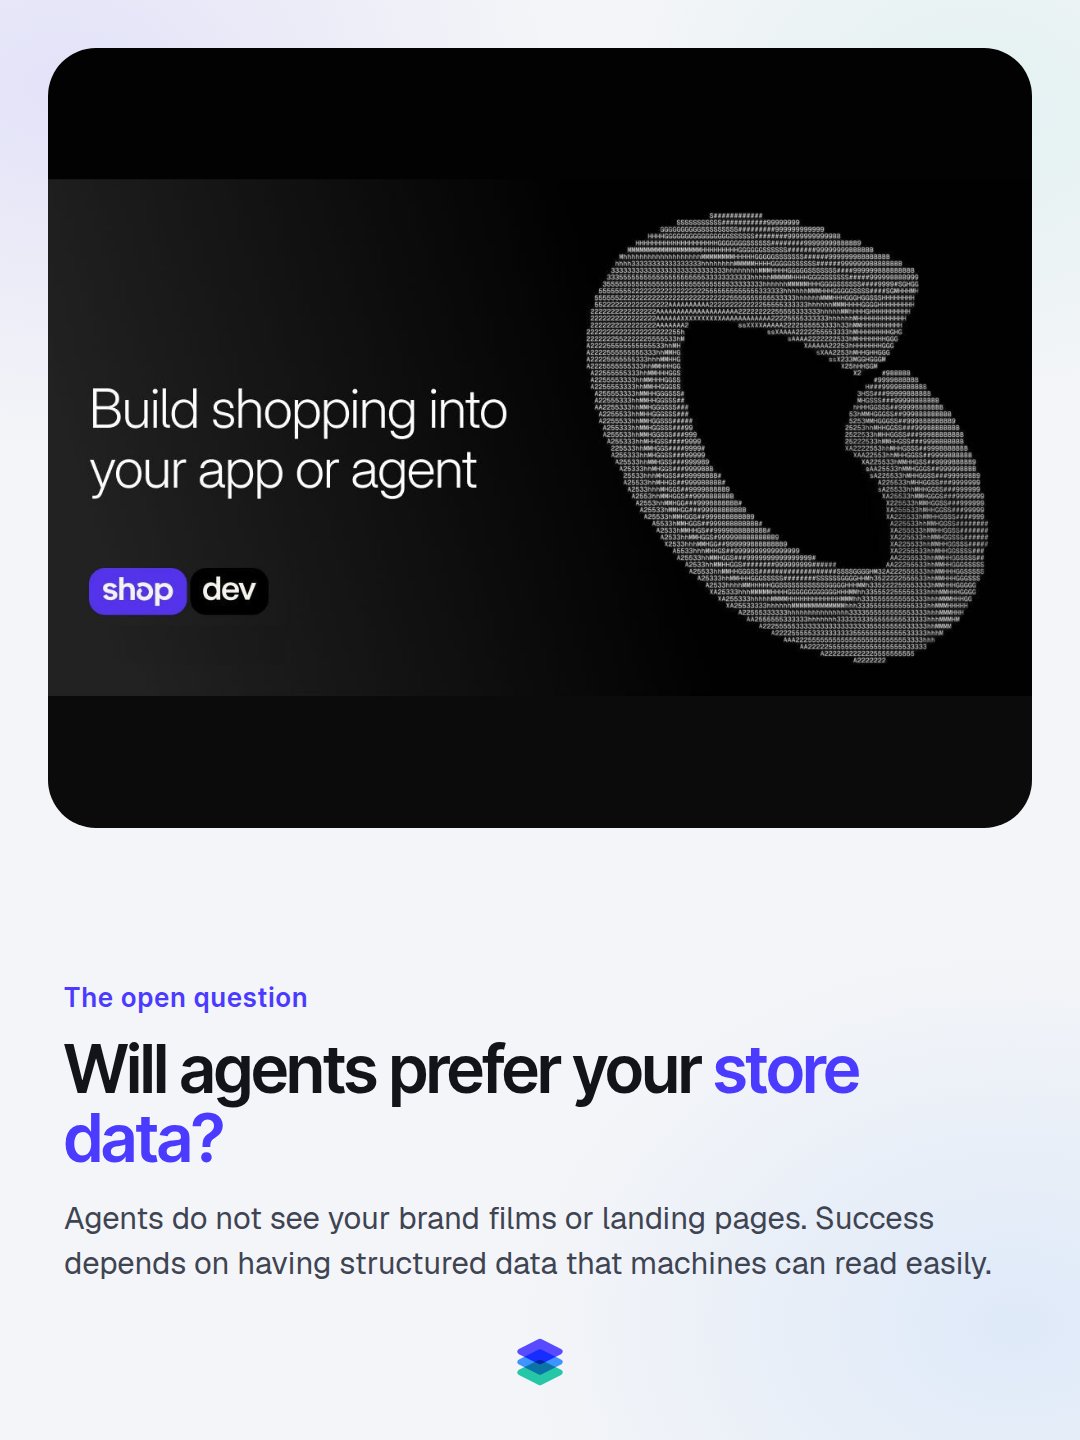 Build shopping into
your app or agent
shop dev
The open question
Will agents prefer your store
data?
Agents do not see your brand films or landing pages. Success
depends on having structured data that machines can read easily.